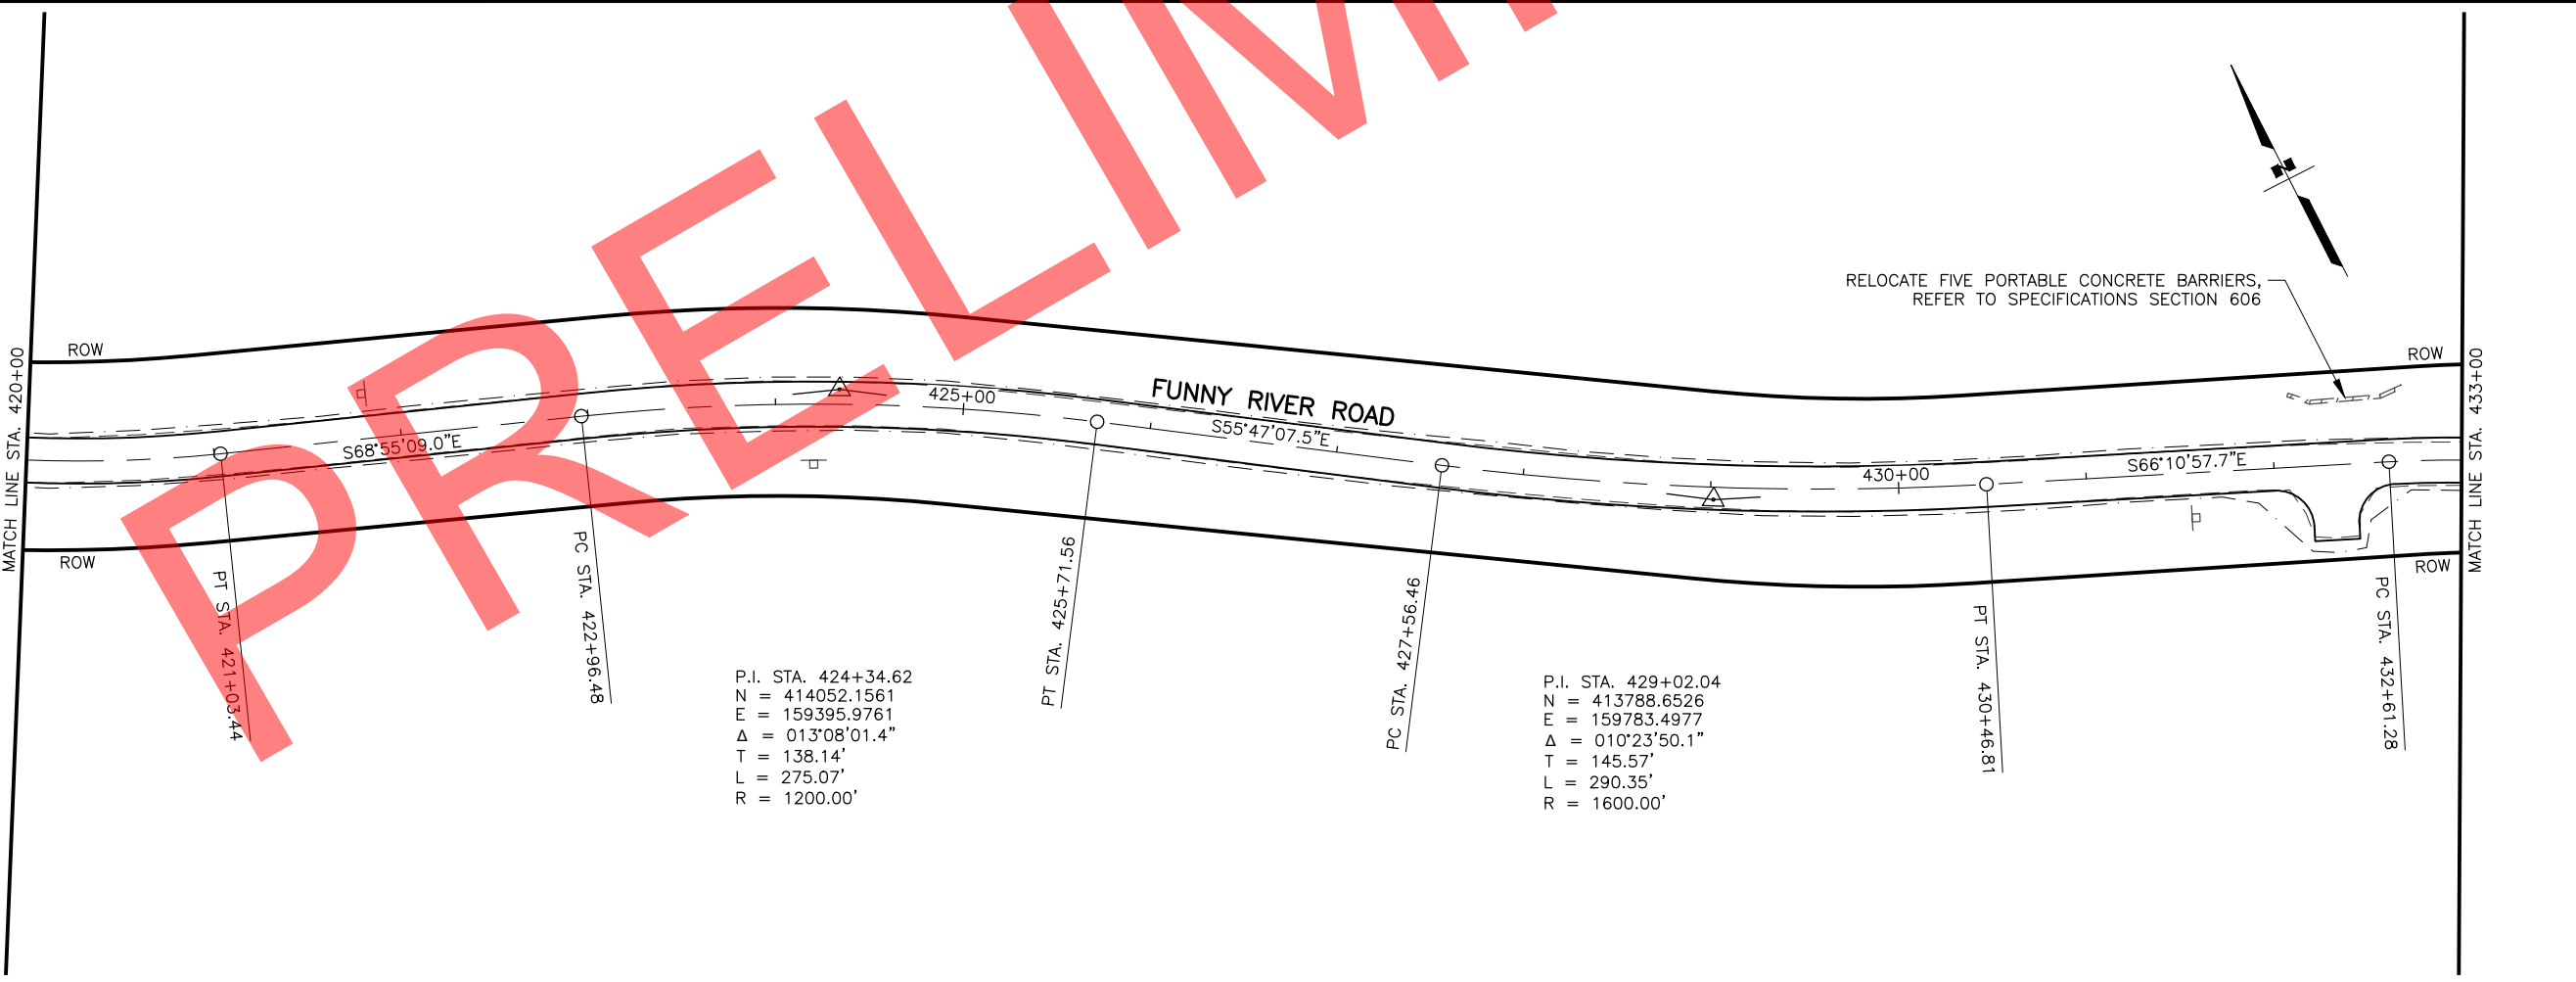 PRELIM
MATCH LINE STA. 420+00
ROW
ROW
S68°55'09.0"E
425+00
FUNNY RIVER ROAD
S55°47'07.5"E
430+00
S66°10'57.7"E
RELOCATE FIVE PORTABLE CONCRETE BARRIERS,
REFER TO SPECIFICATIONS SECTION 606
N
ROW
ROW
MATCH LINE STA. 433+00
PT STA. 421+03.44
PC STA. 422+96.48
PT STA. 425+71.56
PC STA. 427+56.46
PT STA. 430+46.81
PC STA. 432+61.28
P.I. STA. 424+34.62
N = 414052.1561
E = 159395.9761
Δ = 013°08'01.4"
T = 138.14'
L = 275.07'
R = 1200.00'
P.I. STA. 429+02.04
N = 413788.6526
E = 159783.4977
Δ = 010°23'50.1"
T = 145.57'
L = 290.35'
R = 1600.00'